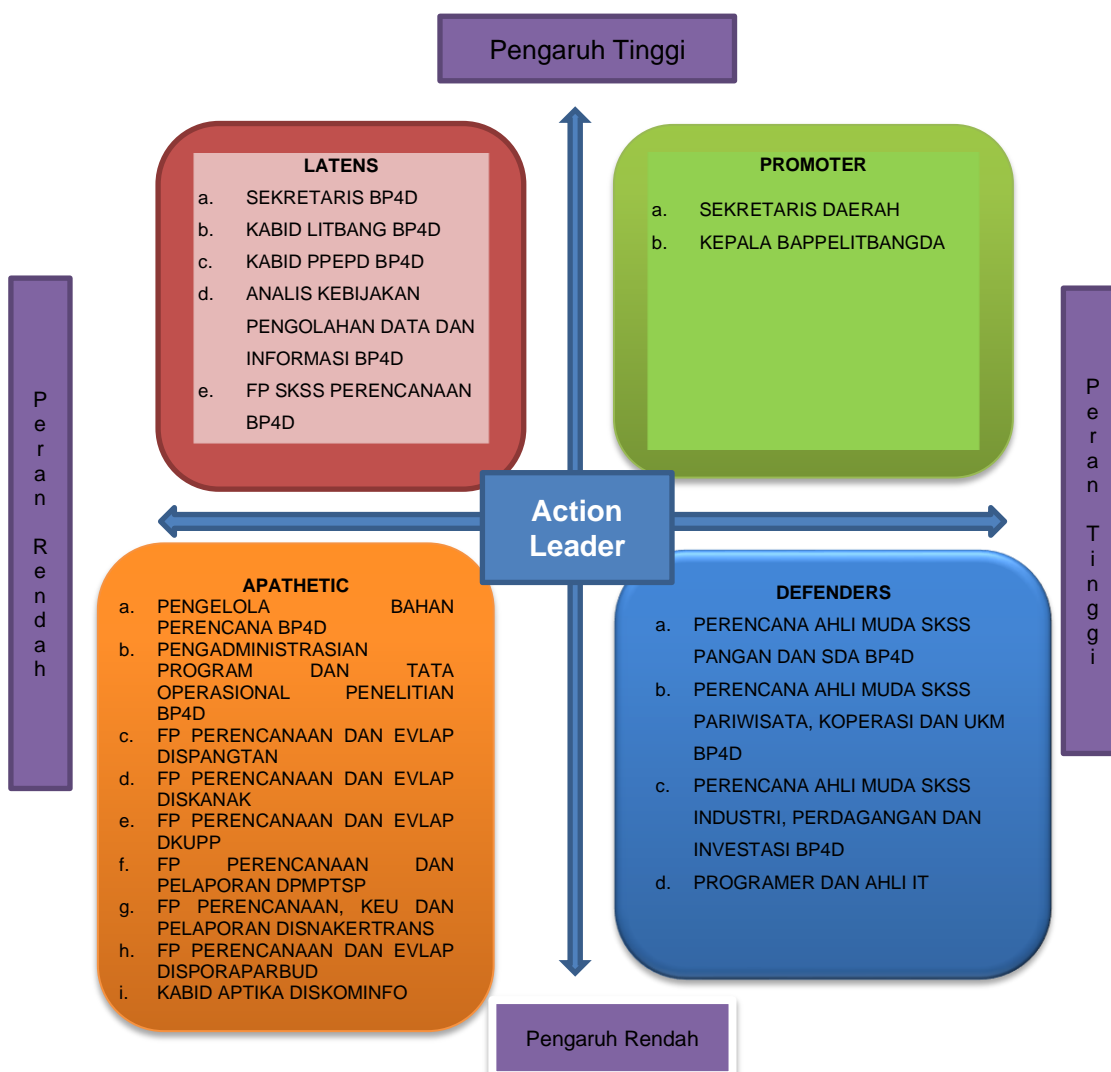 Pengaruh Tinggi
LATENS
a. SEKRETARIS BP4D
b. KABID LITBANG BP4D
c. KABID PPEPD BP4D
d. ANALIS KEBIJAKAN
PENGOLAHAN DATA DAN
INFORMASI BP4D
e. FP SKSS PERENCANAAN
BP4D
PROMOTER
a. SEKRETARIS DAERAH
b. KEPALA BAPPELITBANGDA
Peran Rendah
Peran Tinggi
Action
Leader
APATHETIC
a. PENGELOLA BAHAN
PERENCANA BP4D
b. PENGADMINISTRASIAN
PROGRAM DAN TATA
OPERASIONAL PENELITIAN
BP4D
c. FP PERENCANAAN DAN EVLAP
DISPANGTAN
d. FP PERENCANAAN DAN EVLAP
DISKANAK
e. FP PERENCANAAN DAN EVLAP
DKUPP
f. FP PERENCANAAN DAN
PELAPORAN DPMPTSP
g. FP PERENCANAAN, KEU DAN
PELAPORAN DISNAKERTRANS
h. FP PERENCANAAN DAN EVLAP
DISPORAPARBUD
i. KABID APTIKA DISKOMINFO
DEFENDERS
a. PERENCANA AHLI MUDA SKSS
PANGAN DAN SDA BP4D
b. PERENCANA AHLI MUDA SKSS
PARIWISATA, KOPERASI DAN UKM
BP4D
c. PERENCANA AHLI MUDA SKSS
INDUSTRI, PERDAGANGAN DAN
INVESTASI BP4D
d. PROGRAMER DAN AHLI IT
Pengaruh Rendah